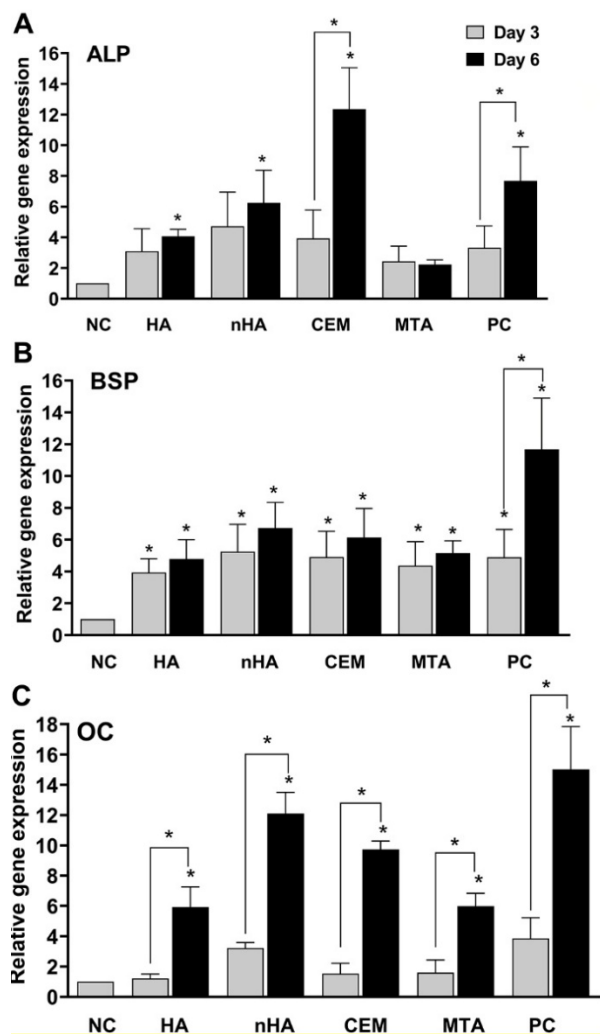 A
ALP
Day 3
Day 6
Relative gene expression
16
14
12
10
8
6
4
2
0
* * * * * * *
NC HA nHA CEM MTA PC
B
BSP
Relative gene expression
16
14
12
10
8
6
4
2
0
* * * * * * * * * * *
NC HA nHA CEM MTA PC
C
OC
Relative gene expression
18
16
14
12
10
8
6
4
2
0
* * * * * * * * * *
NC HA nHA CEM MTA PC